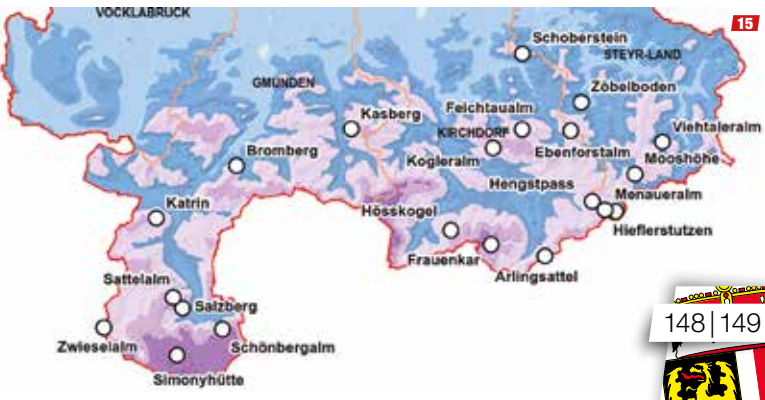 VÖCKLABRUCK
15
Schoberstein
STEYR-LAND
GMUNDEN
Zöbelboden
Kasberg
Feichtaualm
KIRCHDORF
Viehtaleralm
Bromberg
Kogleralm
Ebenforstalm
Mooshöhe
Hengstpass
Menaueralm
Katrin
Hösskogel
Hieflerstutzen
Frauenkar
Arlingsattel
Sattelalm
Salzberg
148|149
Zwieselalm
Schönbergalm
Simonyhütte